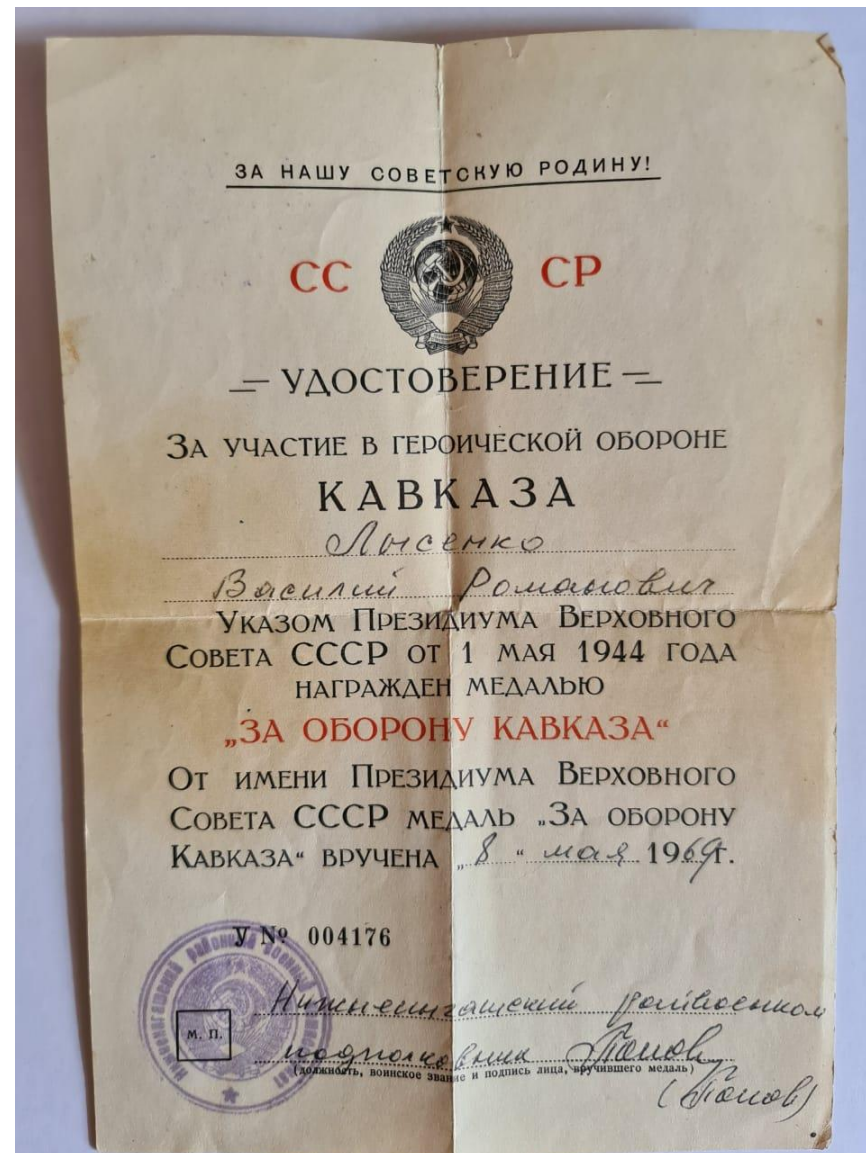 ЗА НАШУ СОВЕТСКУЮ РОДИНУ!
СС СР
УДОСТОВЕРЕНИЕ
ЗА УЧАСТИЕ В ГЕРОИЧЕСКОЙ ОБОРОНЕ
КАВКАЗА
Лысенко
Василий Романович
УКАЗОМ ПРЕЗИДИУМА ВЕРХОВНОГО
СОВЕТА СССР ОТ 1 МАЯ 1944 ГОДА
НАГРАЖДЕН МЕДАЛЬЮ
„ЗА ОБОРОНУ КАВКАЗА“
ОТ ИМЕНИ ПРЕЗИДИУМА ВЕРХОВНОГО
СОВЕТА СССР МЕДАЛЬ „ЗА ОБОРОНУ
КАВКАЗА“ ВРУЧЕНА „8“ мая 1969г.
У № 004176
Нижнеингашский райвоенком
М. П.
подполковник Попов
(должность, воинское звание и подпись лица, вручившего медаль)
(Попов)